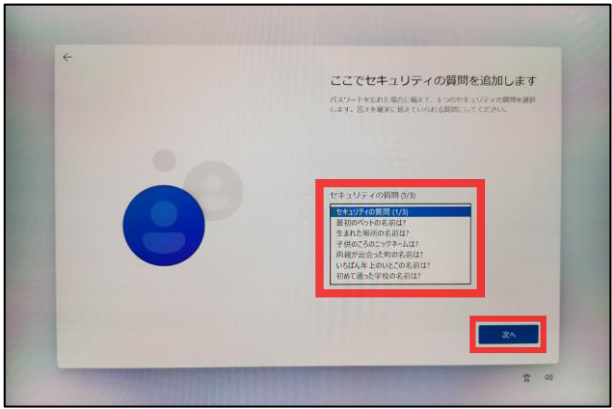 ここでセキュリティの質問を追加します
パスワードを忘れた場合に備えて、3 つのセキュリティの質問を選択
します。答えを確実に覚えていられる質問にしてください。
セキュリティの質問 (1/3)
セキュリティの質問 (1/3)
最初のペットの名前は?
生まれた場所の名前は?
子供のころのニックネームは?
両親が出会った町の名前は?
いちばん年上のいとこの名前は?
初めて通った学校の名前は?
次へ